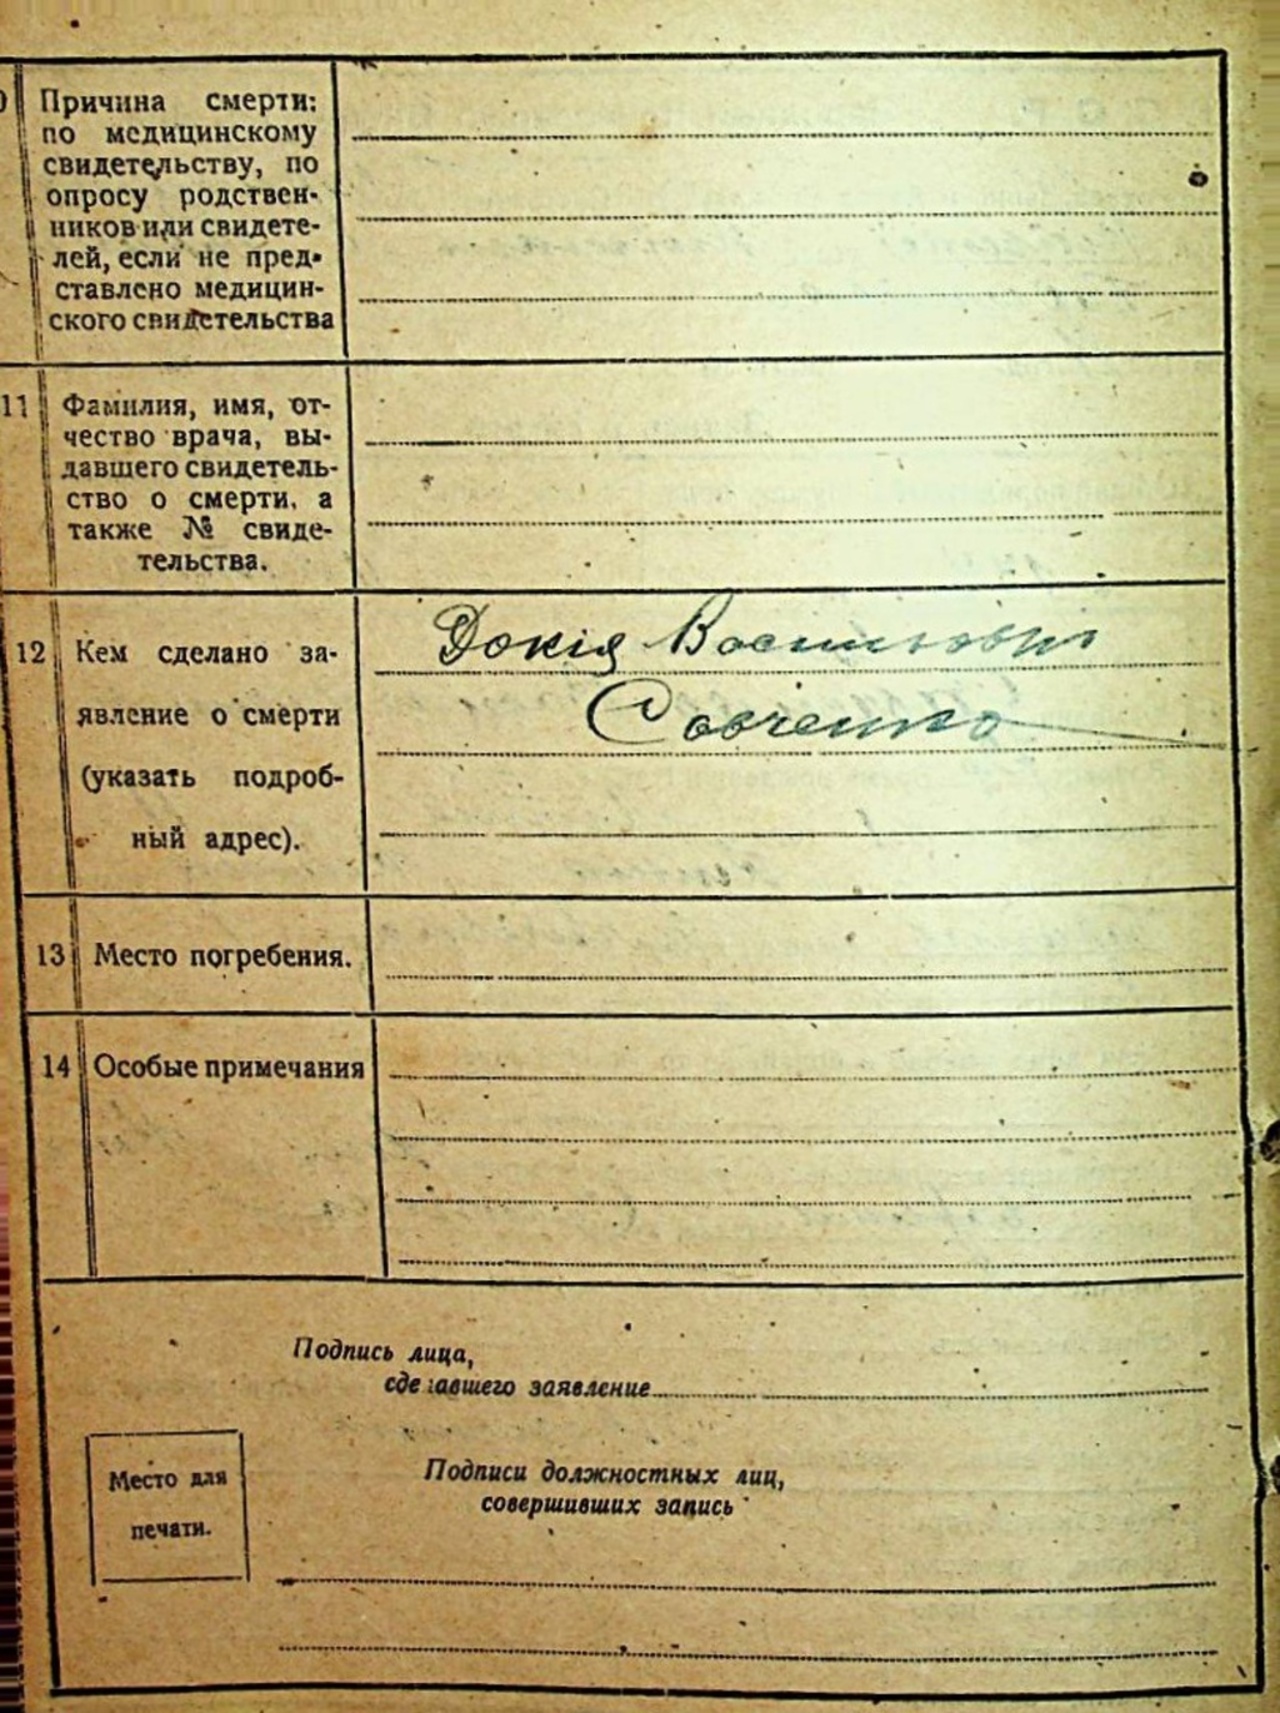 Причина смерти:
по медицинскому
свидетельству, по
опросу родствен-
ников или свидете-
лей, если не пред-
ставлено медицин-
ского свидетельства
11 Фамилия, имя, от-
чество врача, вы-
давшего свидетель-
ство о смерти, а
также № свиде-
тельства.
12 Кем сделано за- Докія
явление о смерти Савченко
(указать подроб-
ный адрес).
13 Место погребения.
14 Особые примечания
Подпись лица,
сделавшего заявление
Место для
печати.
Подписи должностных лиц,
совершивших запись